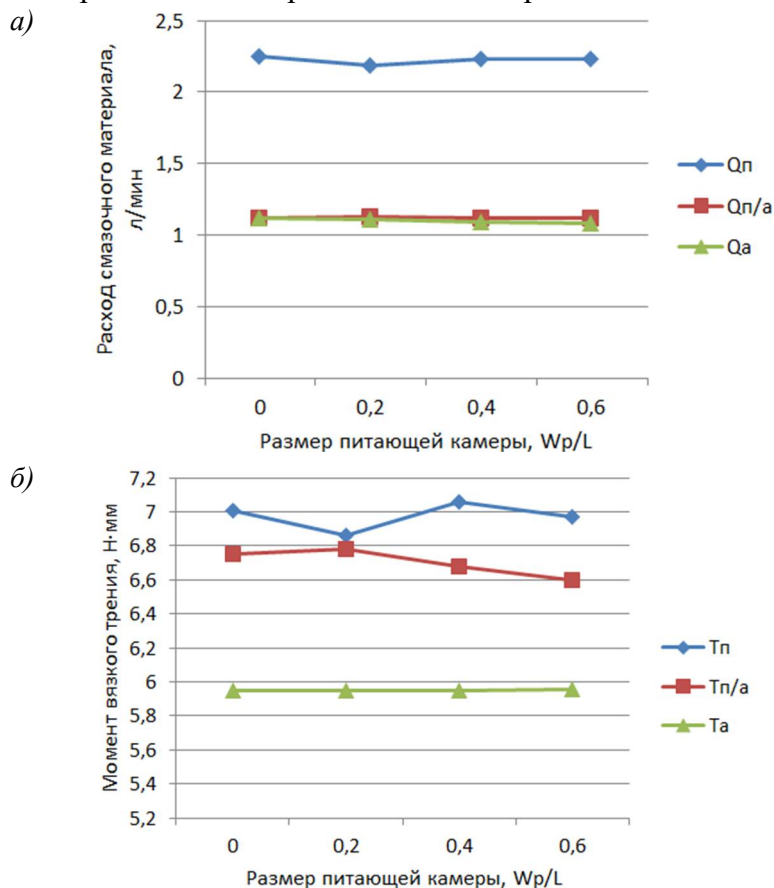 а)
2,5
2
1,5
1
0,5
0
Расход смазочного материала,
л/мин
0 0,2 0,4 0,6
Размер питающей камеры, Wp/L
Qп
Qп/а
Qа
б)
7,2
7
6,8
6,6
6,4
6,2
6
5,8
5,6
5,4
5,2
Момент вязкого трения, Н·мм
0 0,2 0,4 0,6
Размер питающей камеры, Wp/L
Тп
Тп/а
Та